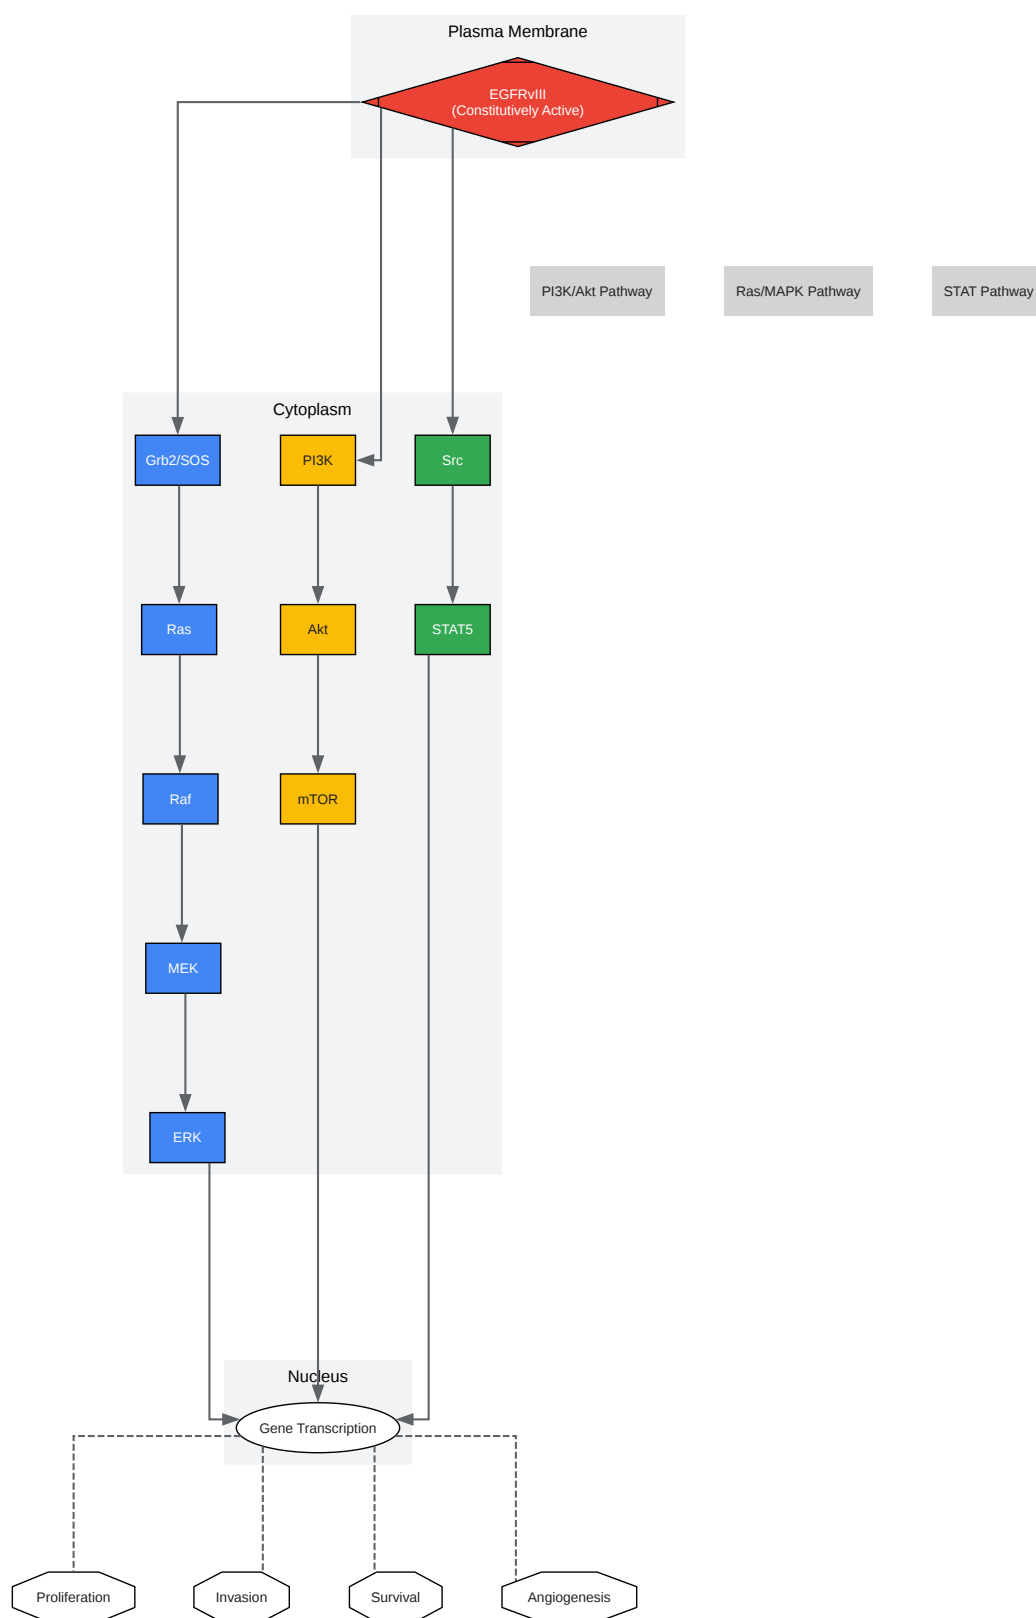 Plasma Membrane
EGFRvIII
(Constitutively Active)
PI3K/Akt Pathway
Ras/MAPK Pathway
STAT Pathway
Cytoplasm
Grb2/SOS
PI3K
Src
Ras
Akt
STAT5
Raf
mTOR
MEK
ERK
Nucleus
Gene Transcription
Proliferation
Invasion
Survival
Angiogenesis